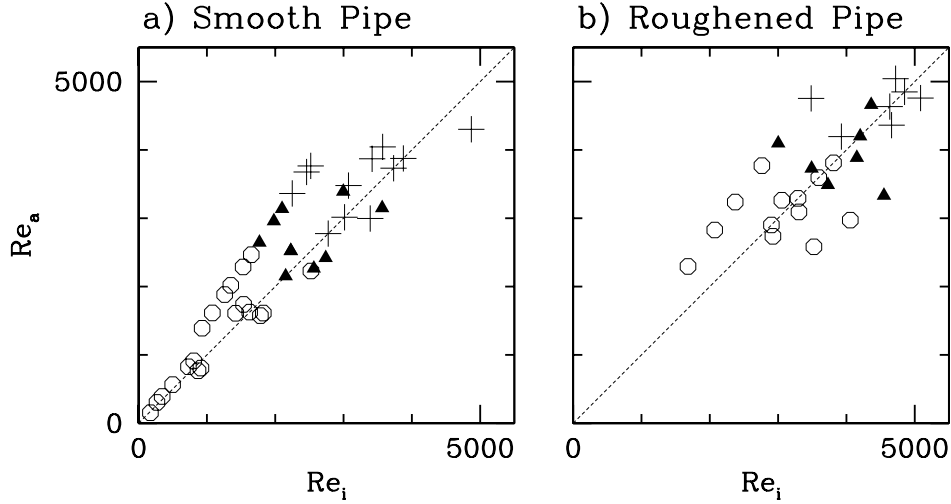 a) Smooth Pipe
b) Roughened Pipe
5000
Re_a
0
0
5000
0
5000
Re_i
Re_i